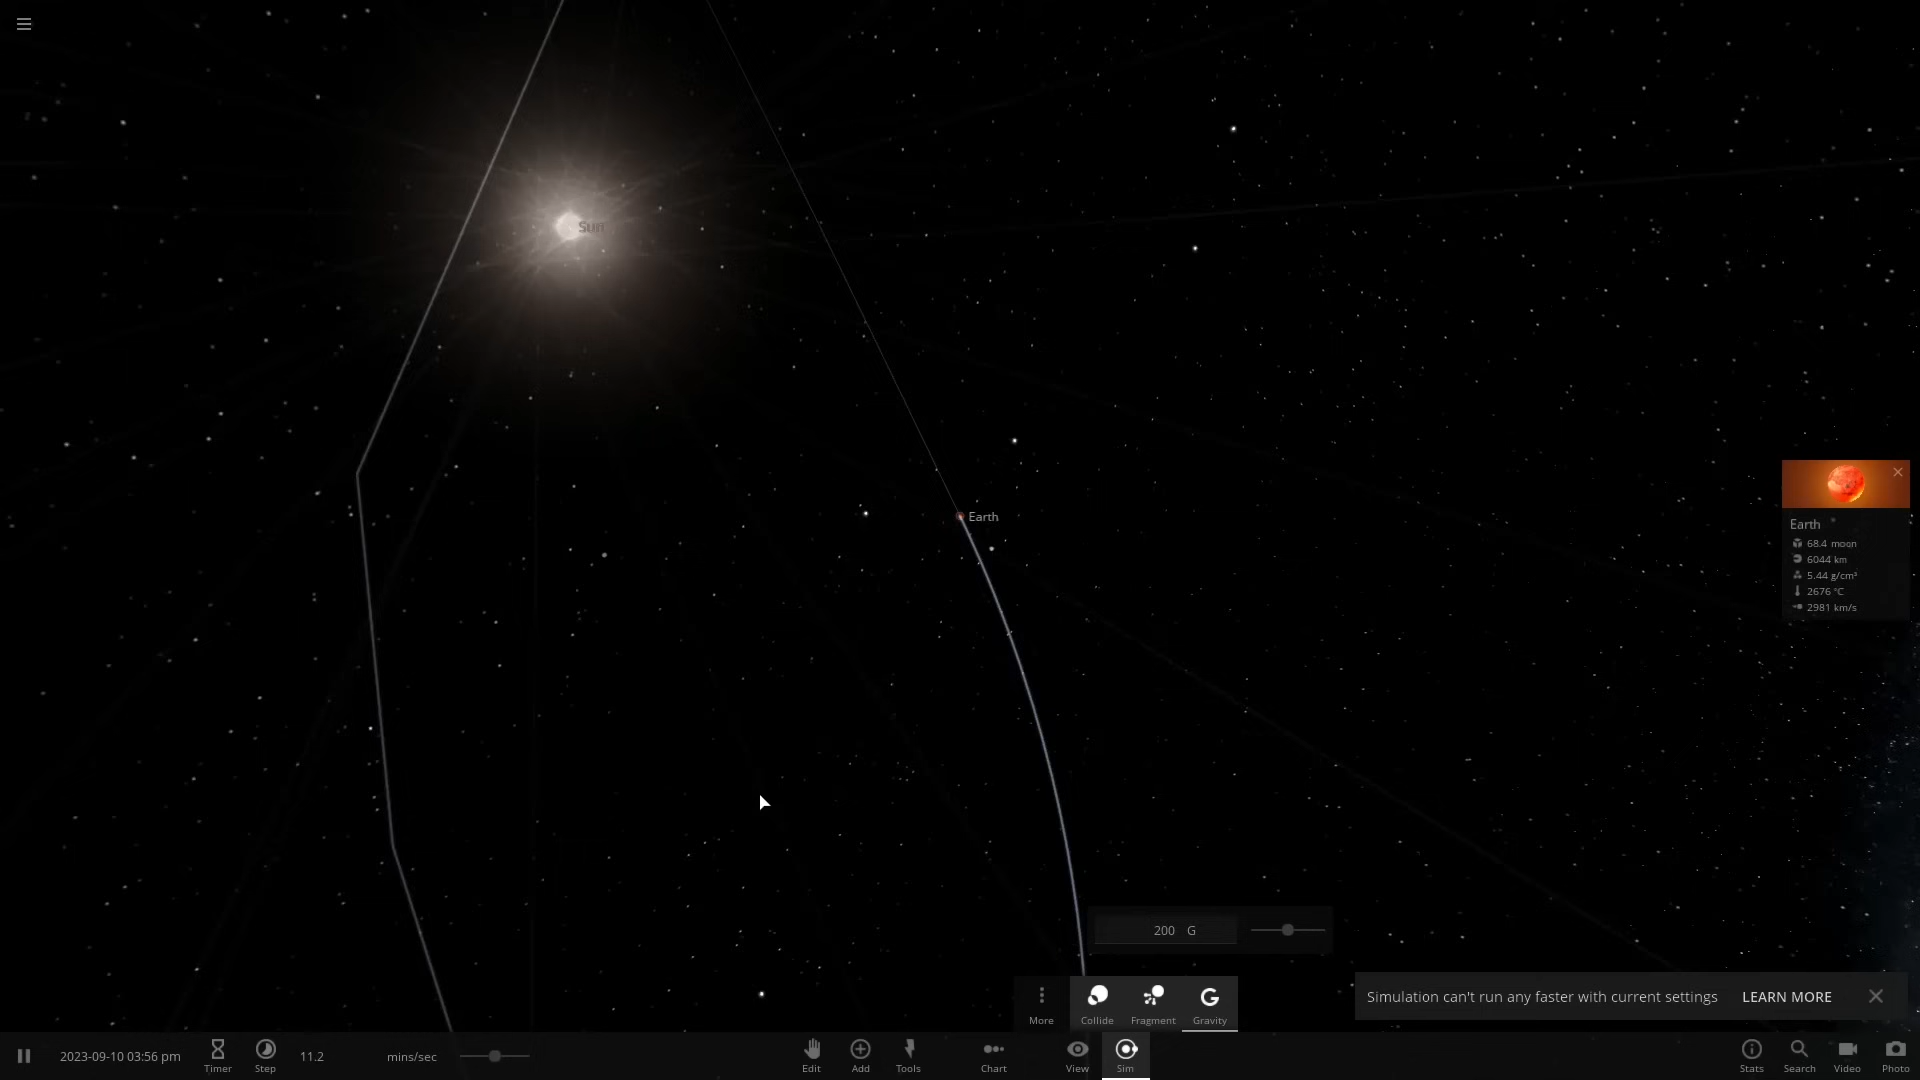 Sun
Earth
Earth
68.4 moon
6044 km
5.44 g/cm³
2676 °C
2981 km/s
200 G
More
Collide
Fragment
Gravity
Simulation can't run any faster with current settings LEARN MORE
2023-09-10 03:56 pm
Timer
Step
11.2 mins/sec
Edit
Add
Tools
Chart
View
Sim
Stats
Search
Video
Photo